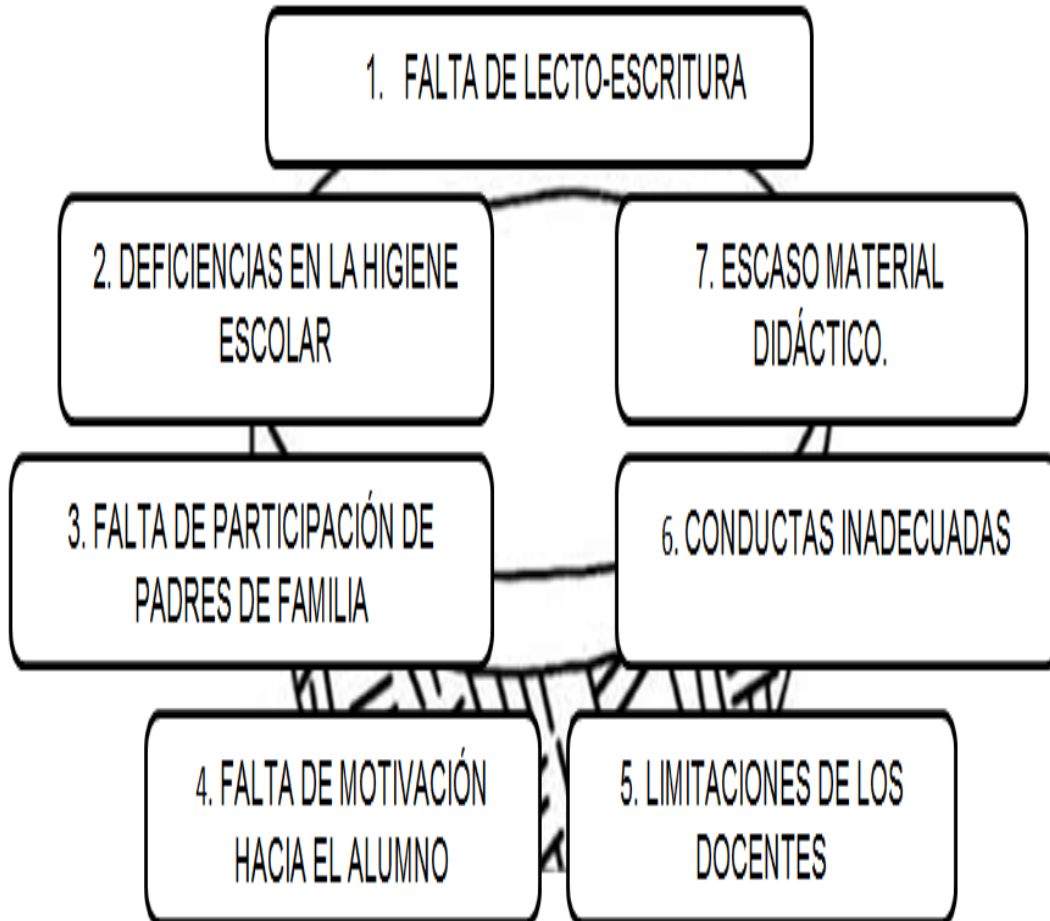 1. FALTA DE LECTO-ESCRITURA
2. DEFICIENCIAS EN LA HIGIENE
ESCOLAR
3. FALTA DE PARTICIPACIÓN DE
PADRES DE FAMILIA
4. FALTA DE MOTIVACIÓN
HACIA EL ALUMNO
5. LIMITACIONES DE LOS
DOCENTES
6. CONDUCTAS INADECUADAS
7. ESCASO MATERIAL
DIDÁCTICO.